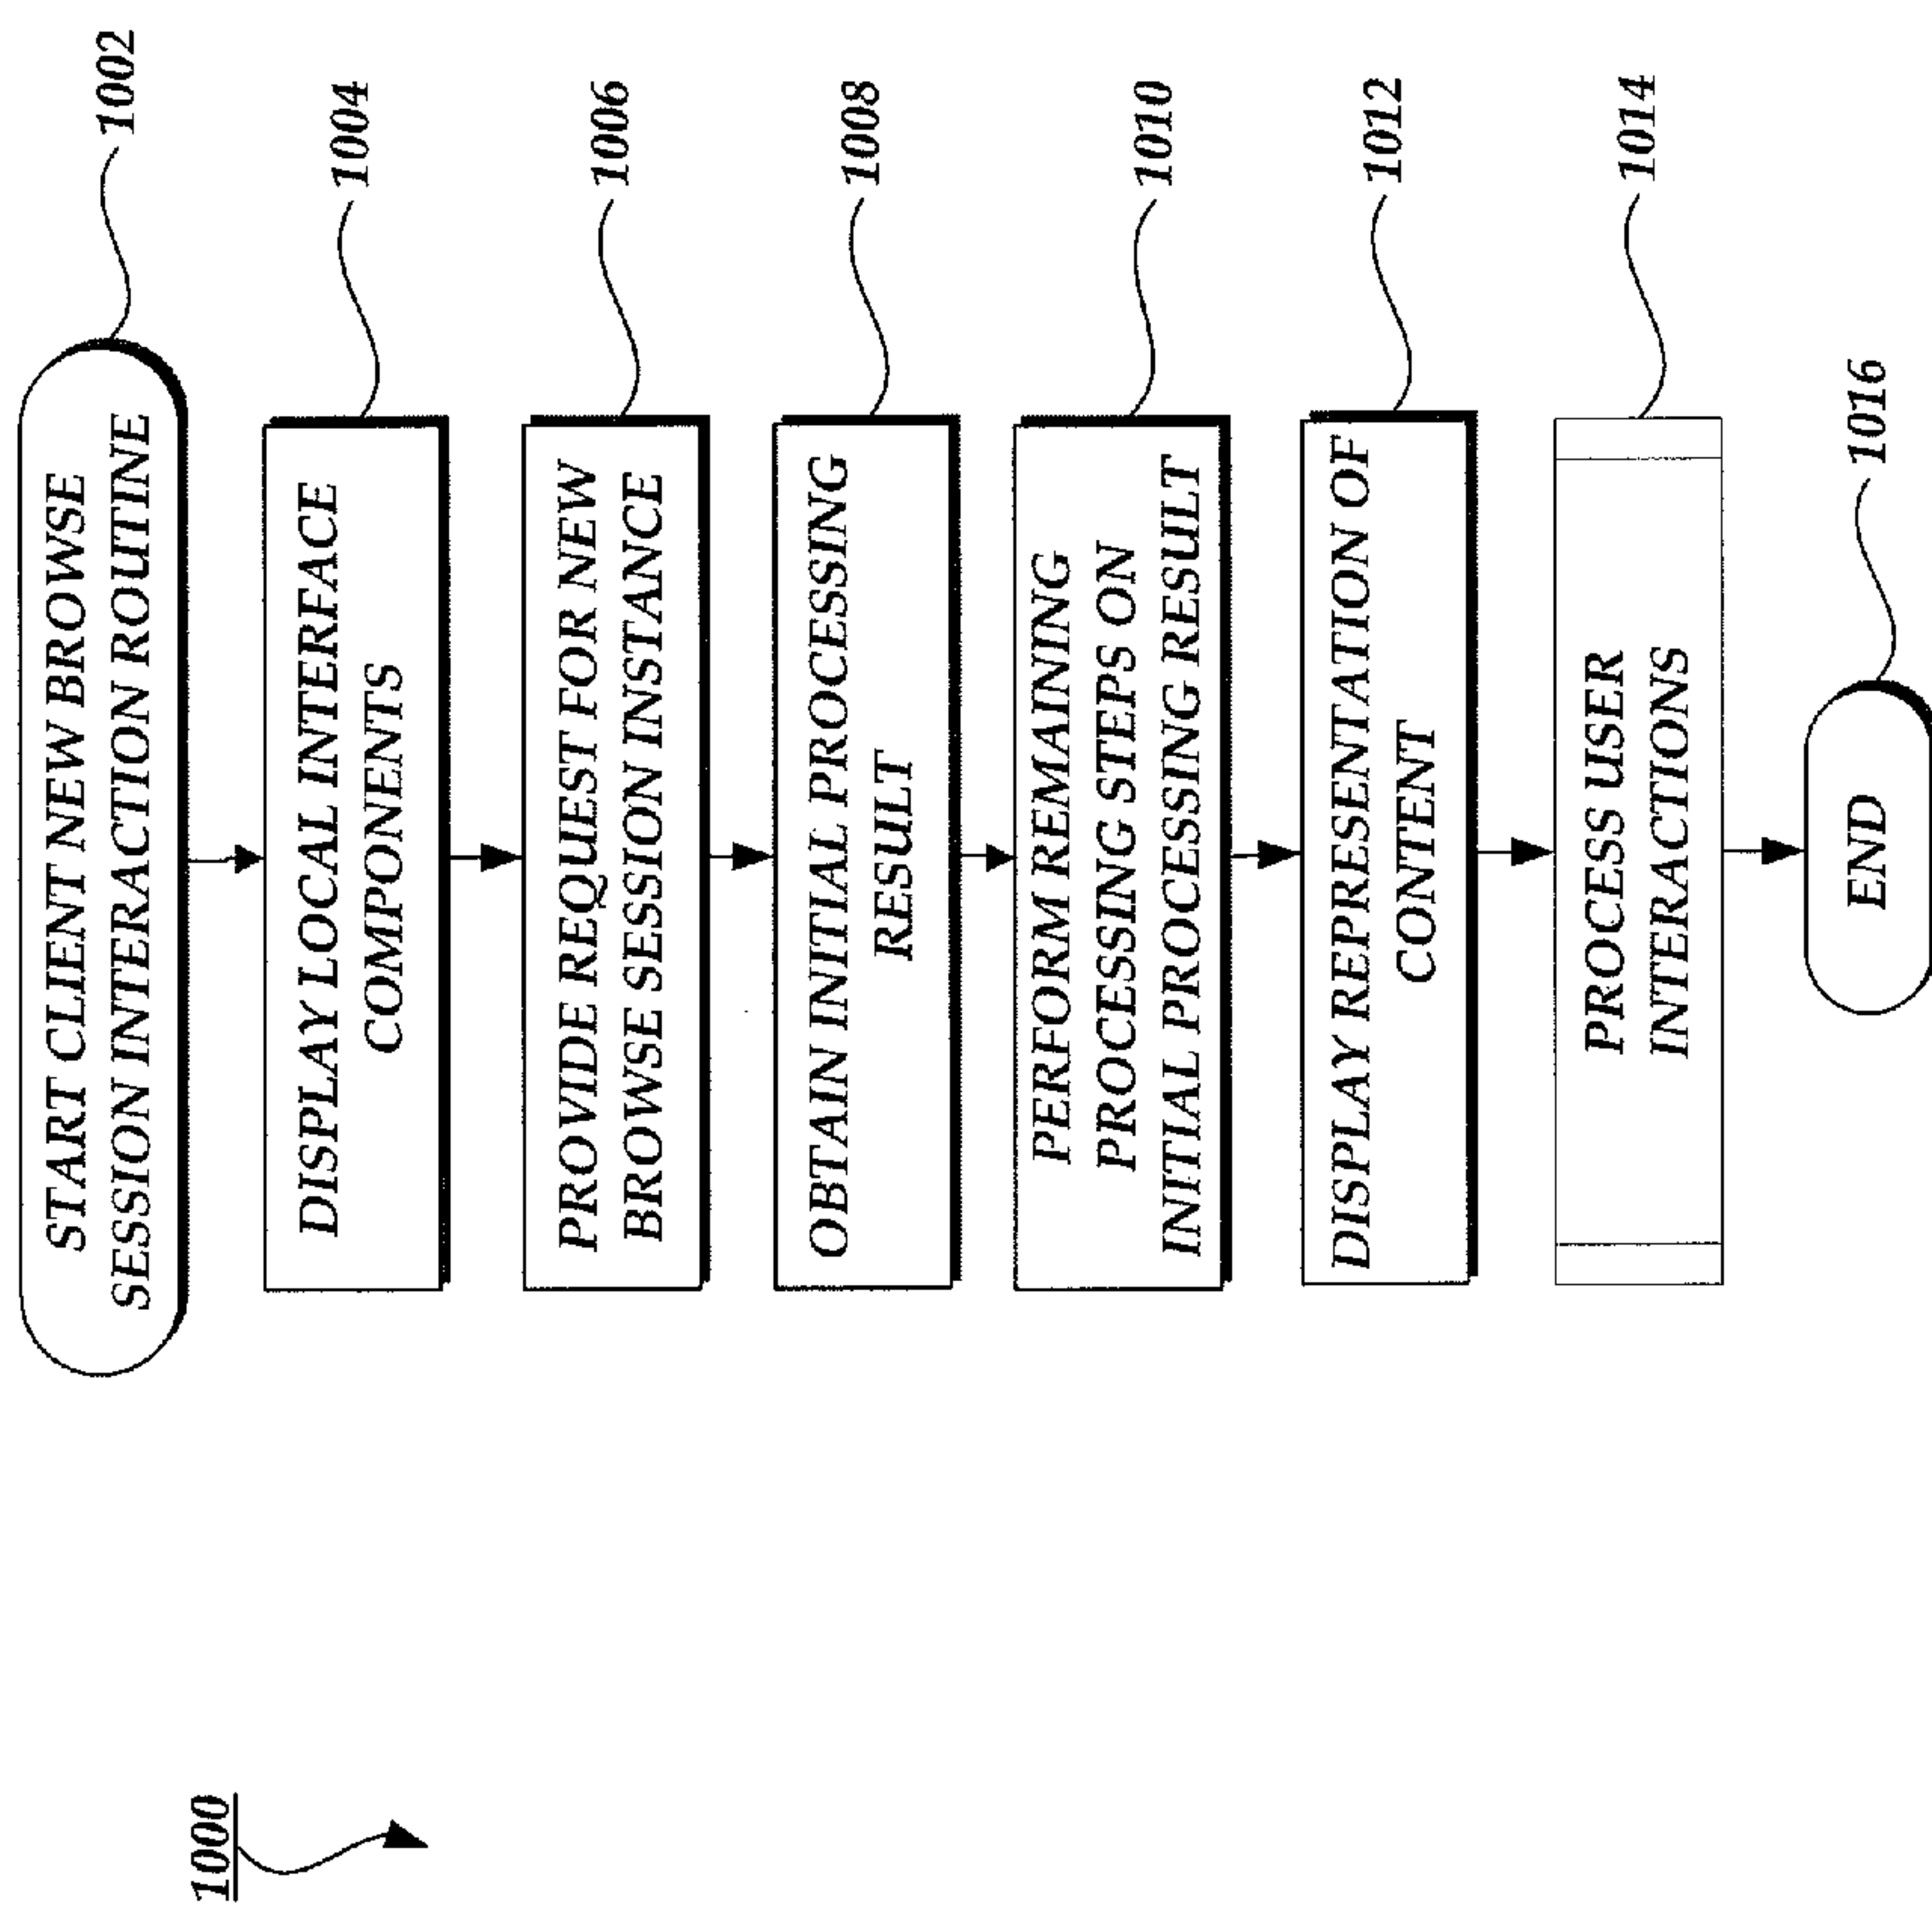 1000
START CLIENT NEW BROWSE
SESSION INTERACTION ROUTINE
1002
DISPLAY LOCAL INTERFACE
COMPONENTS
1004
PROVIDE REQUEST FOR NEW
BROWSE SESSION INSTANCE
1006
OBTAIN INITIAL PROCESSING
RESULT
1008
PERFORM REMAINING
PROCESSING STEPS ON
INITIAL PROCESSING RESULT
1010
DISPLAY REPRESENTATION OF
CONTENT
1012
PROCESS USER
INTERACTIONS
1014
END
1016